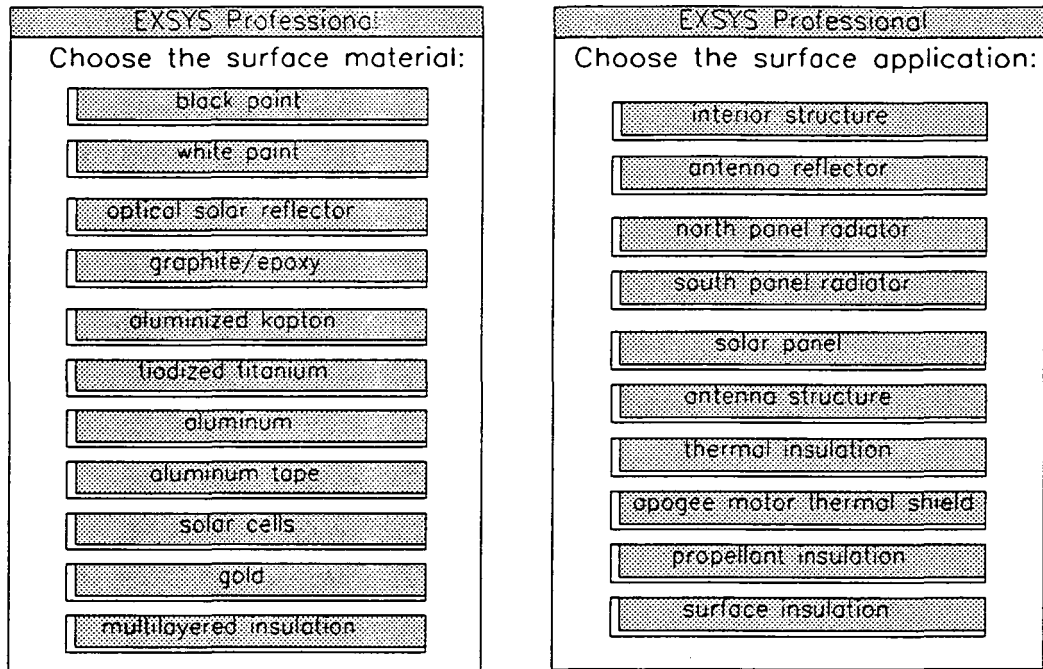 EXSYS Professional
Choose the surface material:
black paint
white paint
optical solar reflector
graphite/epoxy
aluminized kapton
tiodized titanium
aluminum
aluminum tape
solar cells
gold
multilayered insulation
EXSYS Professional
Choose the surface application:
interior structure
antenna reflector
north panel radiator
south panel radiator
solar panel
antenna structure
thermal insulation
apogee motor thermal shield
propellant insulation
surface insulation